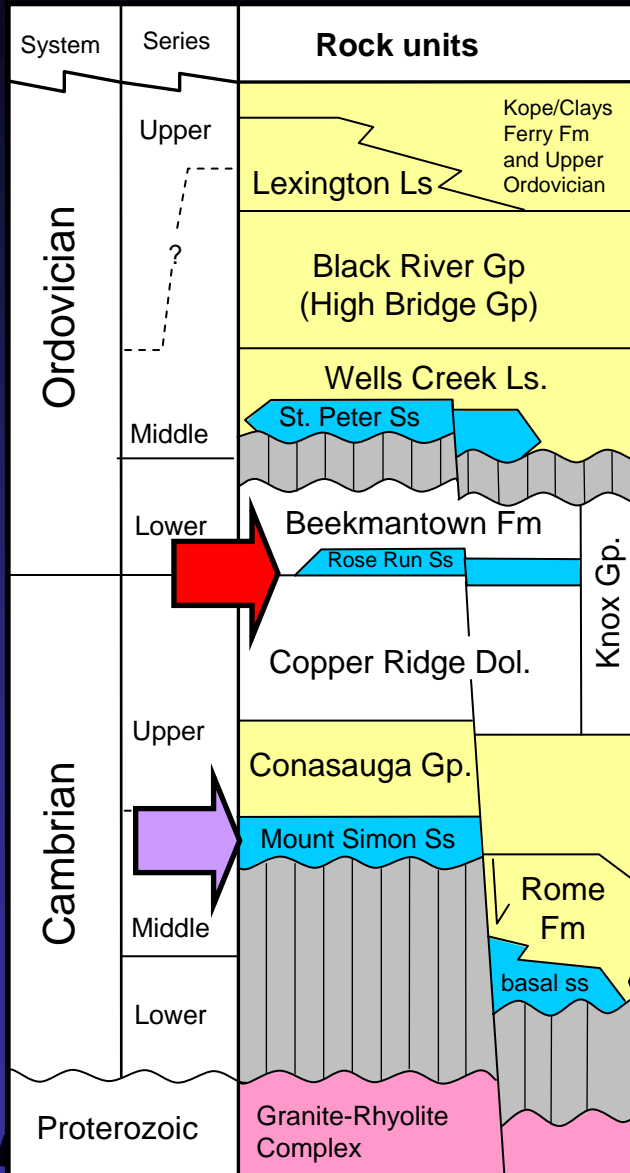 System
Series
Rock units
Upper
Kope/Clays
Ferry Fm
and Upper
Ordovician
Lexington Ls
Ordovician
?
Black River Gp
(High Bridge Gp)
Wells Creek Ls.
St. Peter Ss
Middle
Lower
Beekmantown Fm
Rose Run Ss
Knox Gp.
Copper Ridge Dol.
Upper
Conasauga Gp.
Cambrian
Mount Simon Ss
Rome
Fm
Middle
basal ss
Lower
Proterozoic
Granite-Rhyolite
Complex